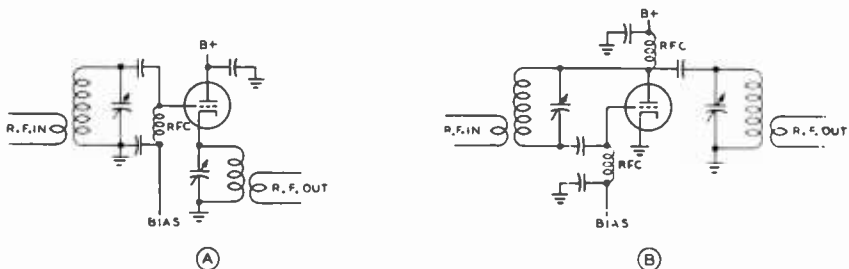 B+
RFC
R.F.IN
R.F. OUT
BIAS
A
B+
RFC
R.F.IN
RFC
R.F. OUT
BIAS
B